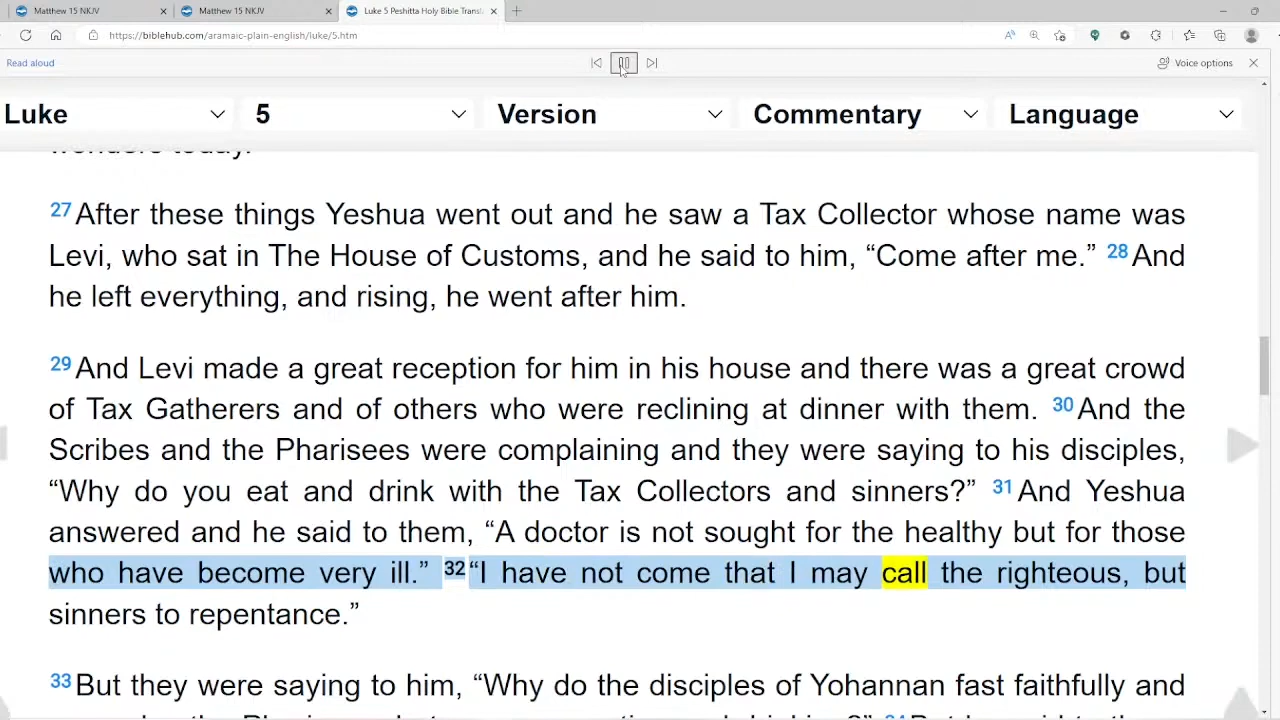 Matthew 15 NKJV
Matthew 15 NKJV
Luke 5 Peshitta Holy Bible Transl
https://biblehub.com/aramaic-plain-english/luke/5.htm
Read aloud
Voice options
Luke
5
Version
Commentary
Language
wonders today.
27 After these things Yeshua went out and he saw a Tax Collector whose name was
Levi, who sat in The House of Customs, and he said to him, “Come after me.” 28 And
he left everything, and rising, he went after him.
29 And Levi made a great reception for him in his house and there was a great crowd
of Tax Gatherers and of others who were reclining at dinner with them. 30 And the
Scribes and the Pharisees were complaining and they were saying to his disciples,
“Why do you eat and drink with the Tax Collectors and sinners?” 31 And Yeshua
answered and he said to them, “A doctor is not sought for the healthy but for those
who have become very ill.” 32 “I have not come that I may call the righteous, but
sinners to repentance.”
33 But they were saying to him, “Why do the disciples of Yohannan fast faithfully and